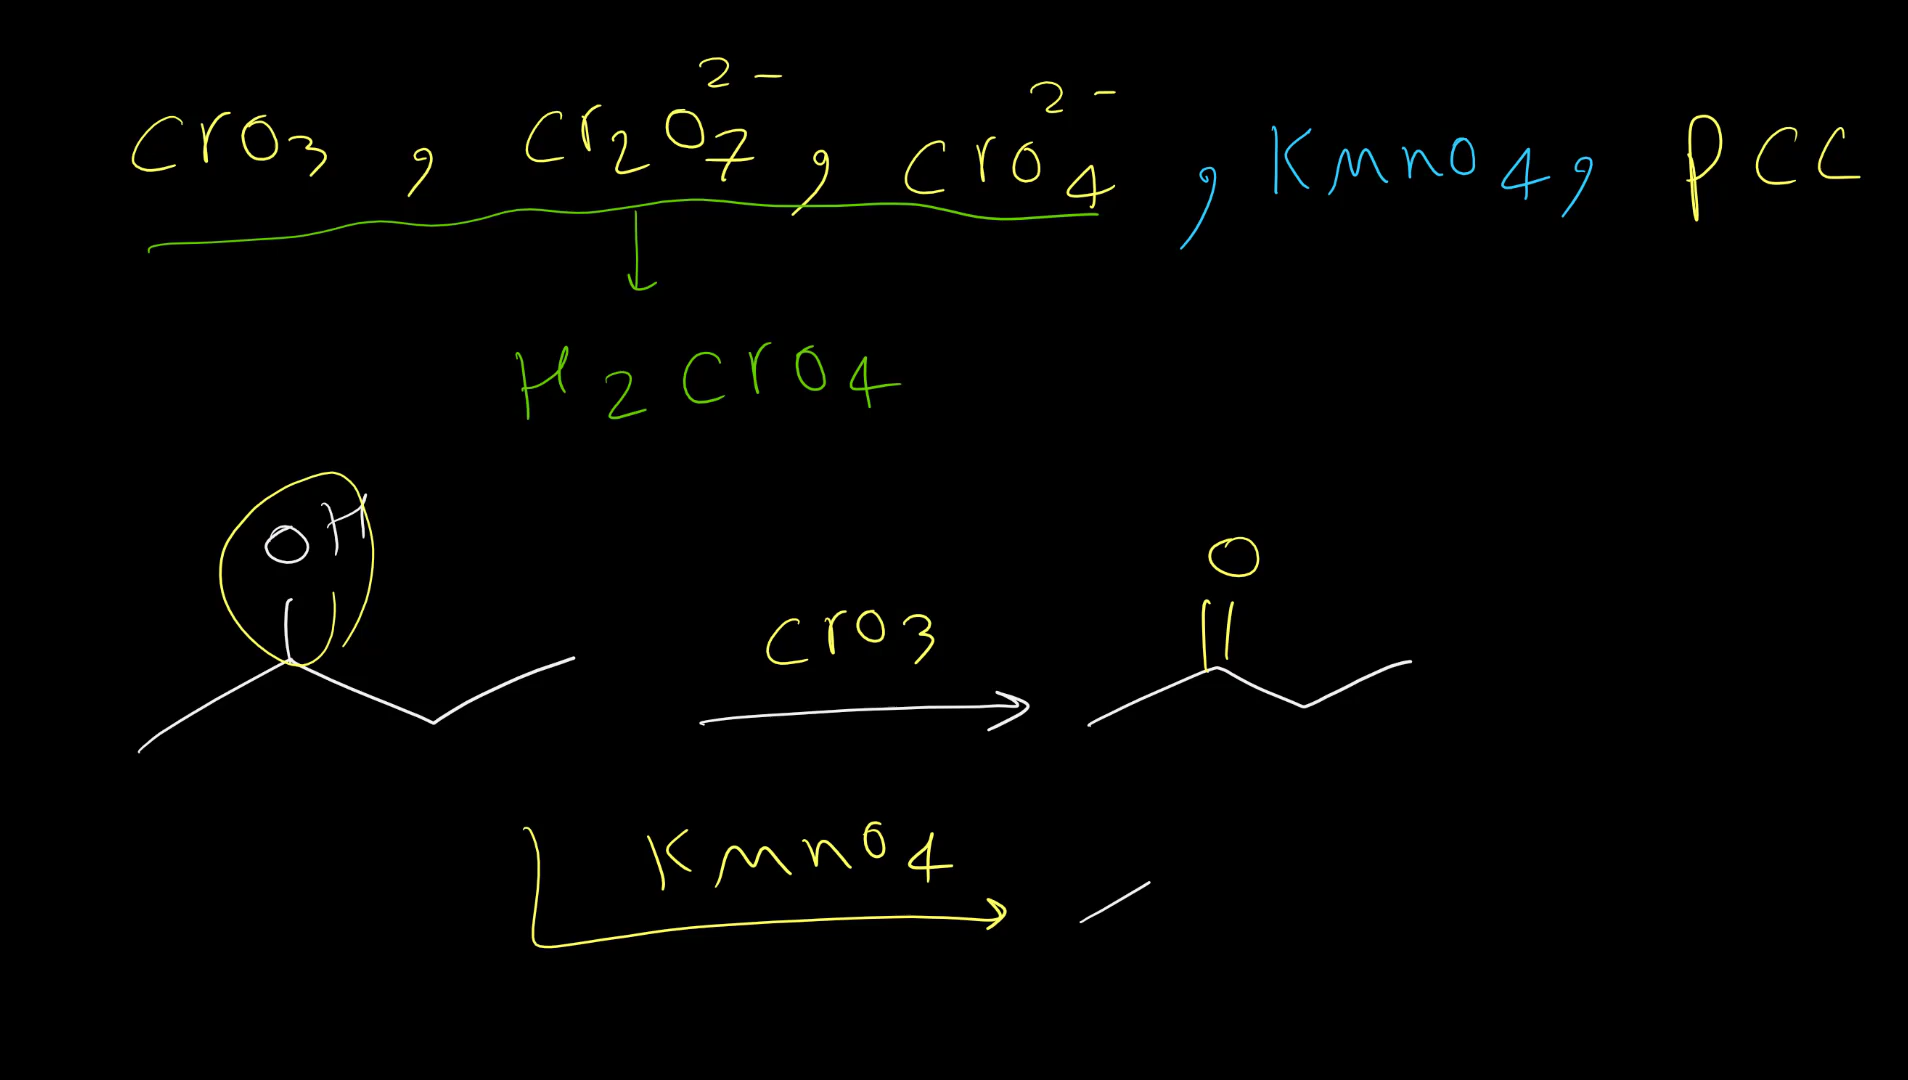 CrO3 , Cr2O7 2- , CrO4 2- , KmnO4 , PCC
H2CrO4
OH
O
CrO3
KmnO4